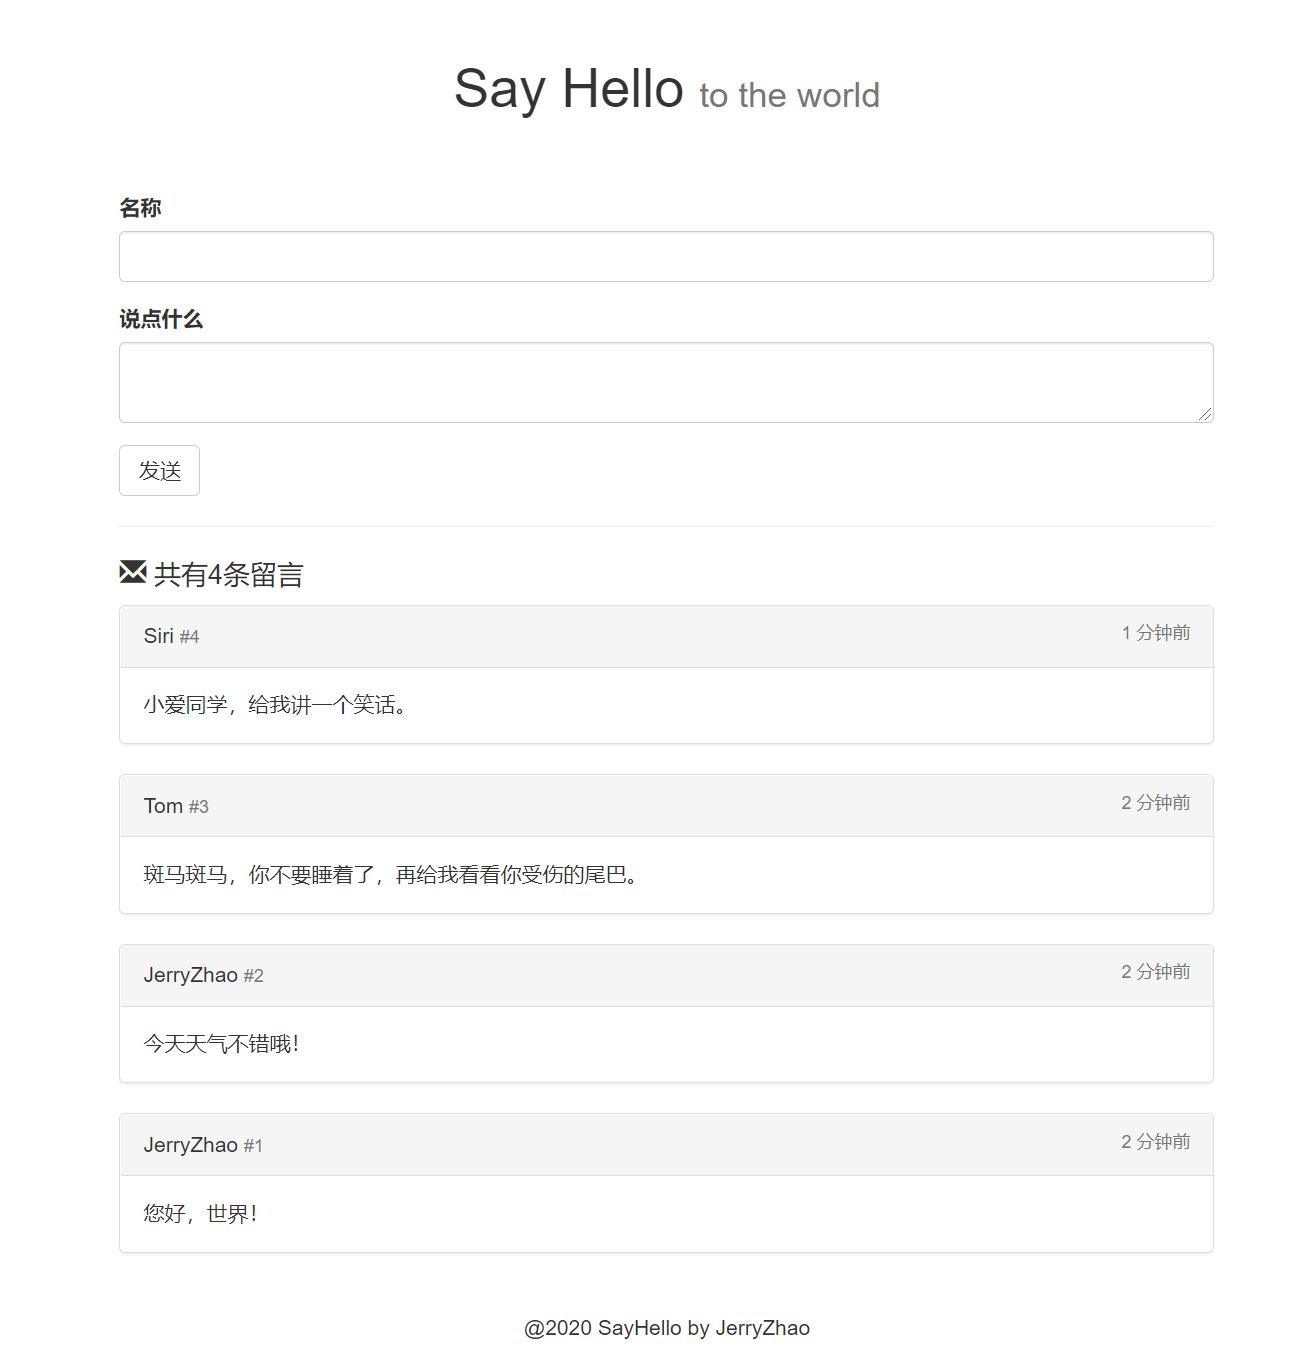 Say Hello to the world
名称
说点什么
发送
共有4条留言
Siri #4 1 分钟前
小爱同学，给我讲一个笑话。
Tom #3 2 分钟前
斑马斑马，你不要睡着了，再给我看看你受伤的尾巴。
JerryZhao #2 2 分钟前
今天天气不错哦！
JerryZhao #1 2 分钟前
您好，世界！
@2020 SayHello by JerryZhao